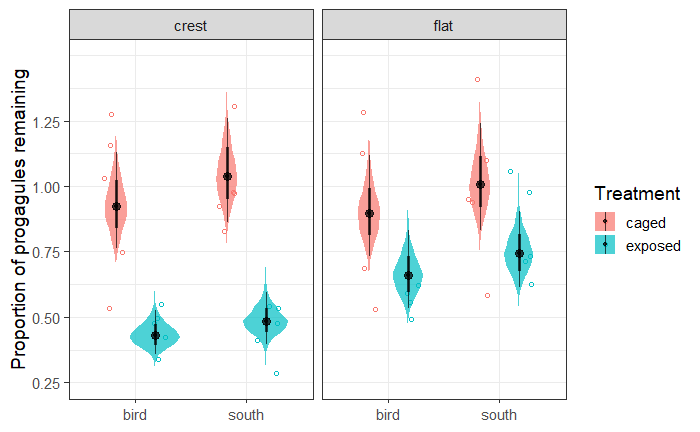 crest
flat
Proportion of progagules remaining
1.25
1.00
0.75
0.50
0.25
bird
south
bird
south
Treatment
caged
exposed